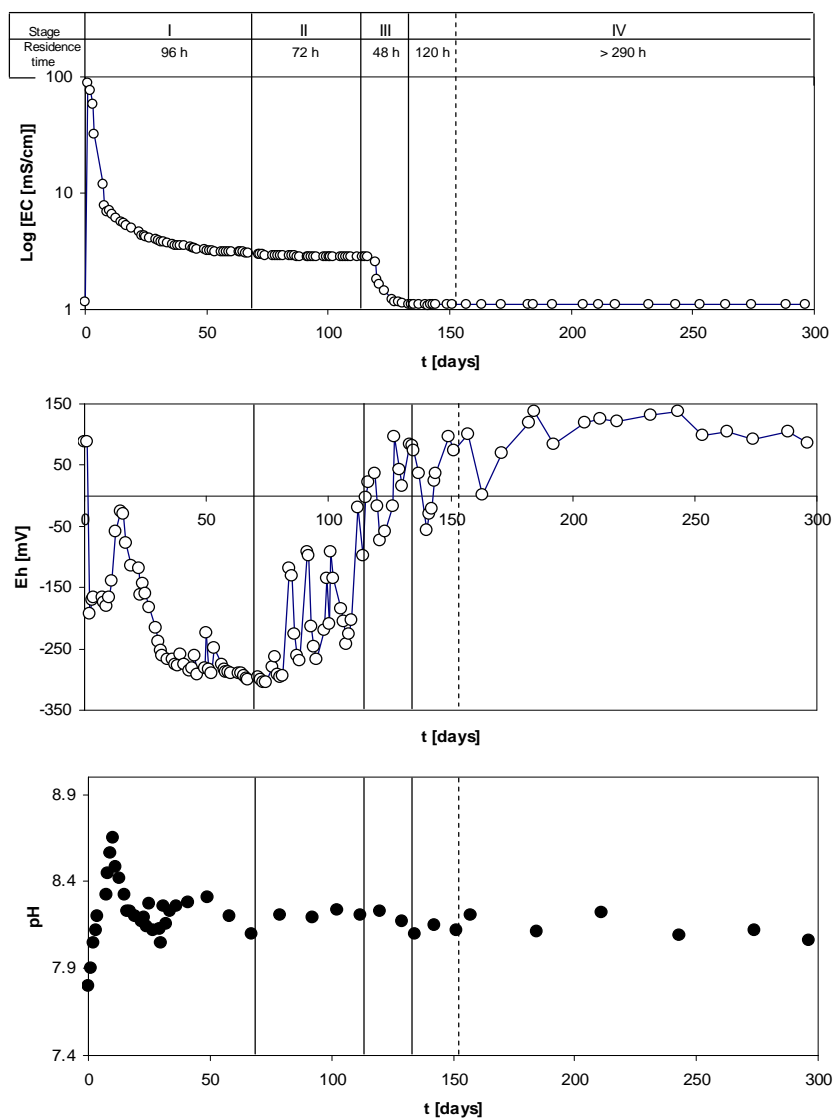 Stage I II III IV
Residence time 96 h 72 h 48 h 120 h > 290 h
100
10
1
Log [EC [mS/cm]]
0 50 100 150 200 250 300
t [days]
150
50
-50
-150
-250
-350
Eh [mV]
0 50 100 150 200 250 300
t [days]
8.9
8.4
7.9
7.4
pH
0 50 100 150 200 250 300
t [days]